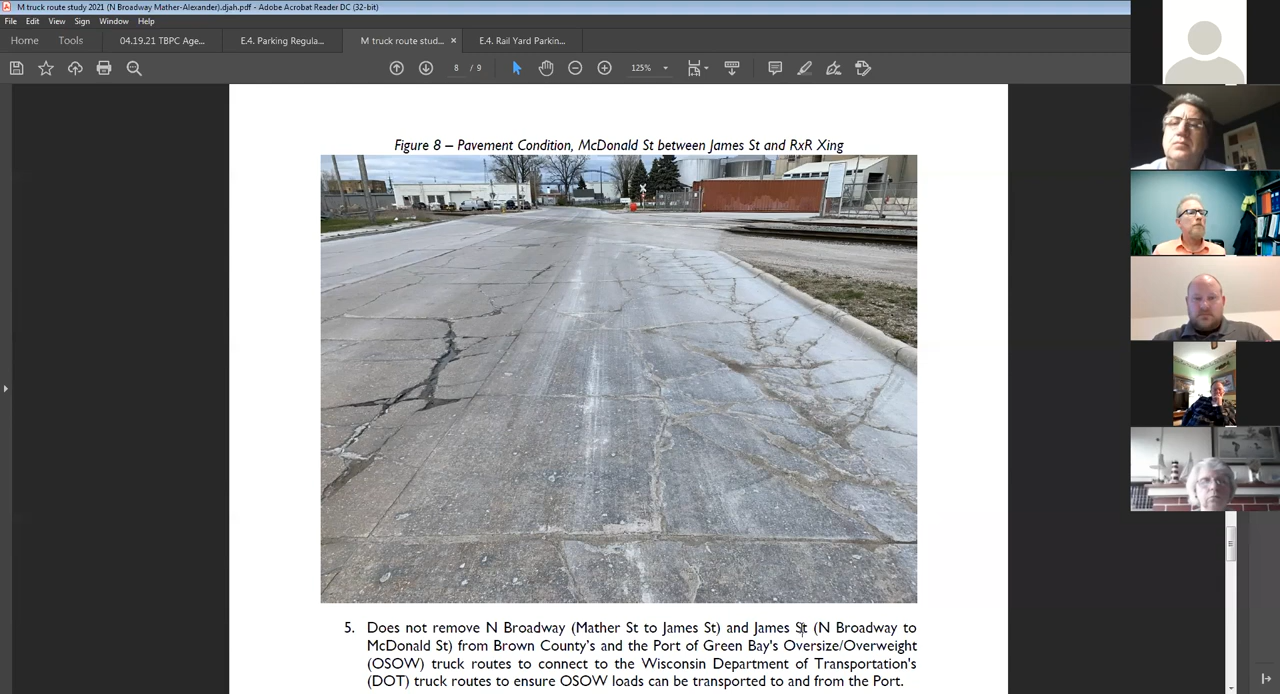 M truck route study 2021 (N Broadway Mather-Alexander).djah.pdf - Adobe Acrobat Reader DC (32-bit)
File Edit View Sign Window Help
Home Tools 04.19.21 TBPC Age... E.4. Parking Regula... M truck route stud... × E.4. Rail Yard Parkin...
8 / 9 125%
Figure 8 – Pavement Condition, McDonald St between James St and RxR Xing
5. Does not remove N Broadway (Mather St to James St) and James St (N Broadway to
McDonald St) from Brown County's and the Port of Green Bay's Oversize/Overweight
(OSOW) truck routes to connect to the Wisconsin Department of Transportation's
(DOT) truck routes to ensure OSOW loads can be transported to and from the Port.